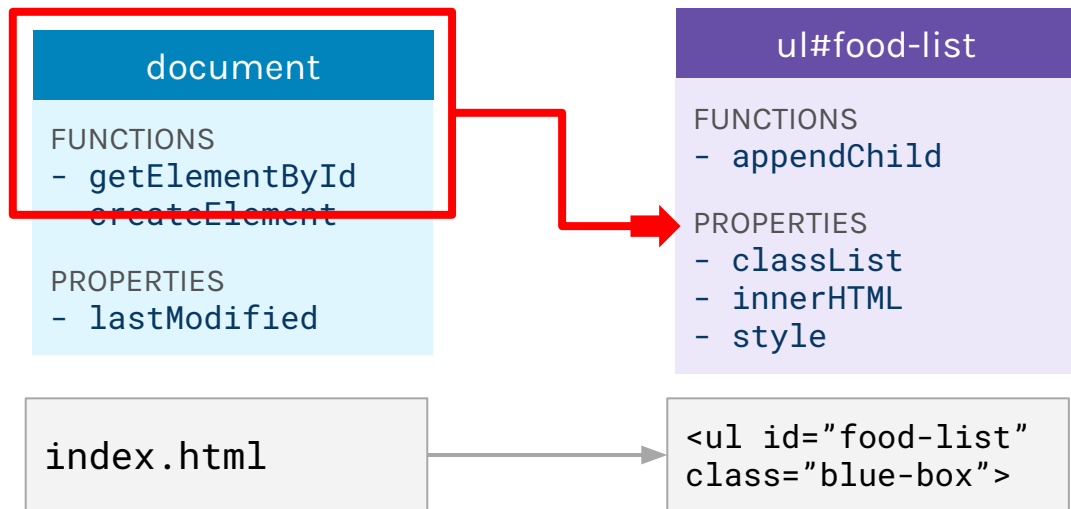 document
FUNCTIONS
- getElementById
- createElement
PROPERTIES
- lastModified
ul#food-list
FUNCTIONS
- appendChild
PROPERTIES
- classList
- innerHTML
- style
index.html
<ul id=”food-list”
class=”blue-box”>